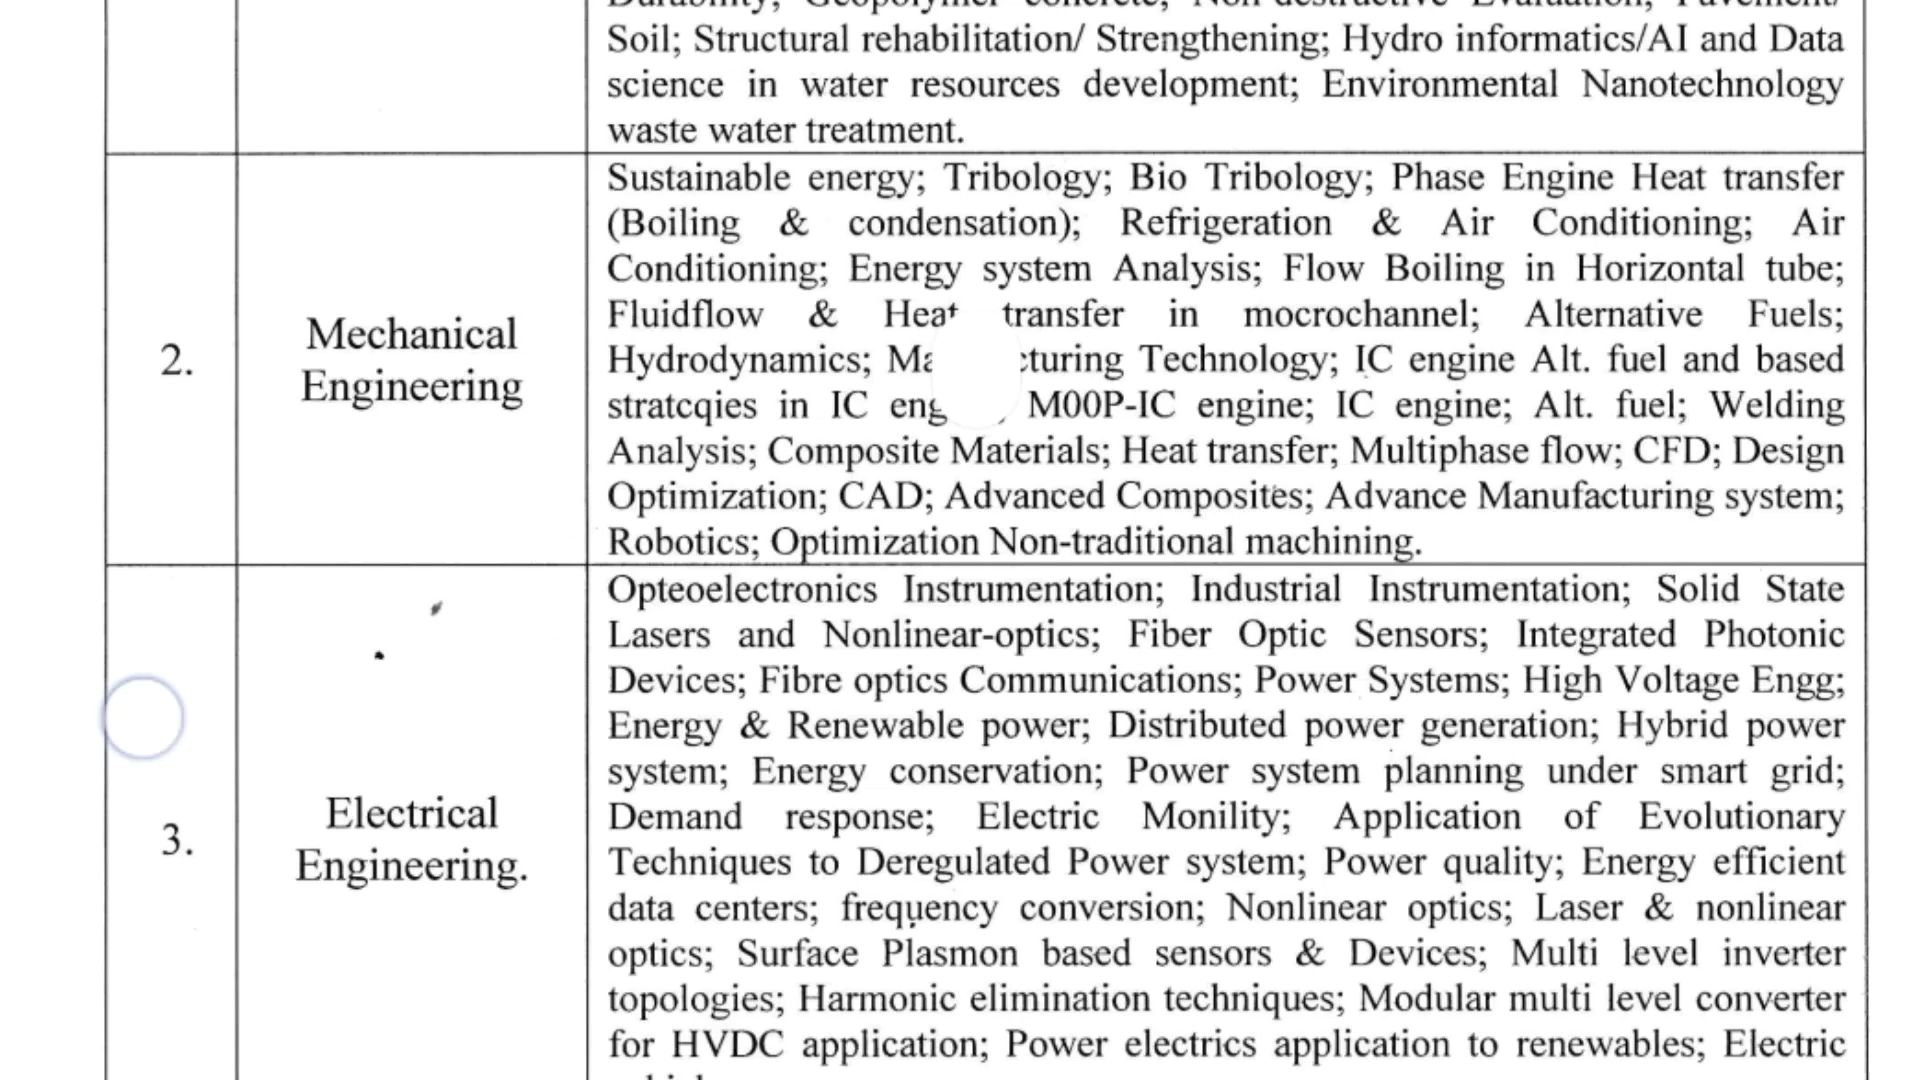 Soil; Structural rehabilitation/ Strengthening; Hydro informatics/AI and Data
science in water resources development; Environmental Nanotechnology
waste water treatment.
2.
Mechanical
Engineering
Sustainable energy; Tribology; Bio Tribology; Phase Engine Heat transfer
(Boiling & condensation); Refrigeration & Air Conditioning; Air
Conditioning; Energy system Analysis; Flow Boiling in Horizontal tube;
Fluidflow & Heat transfer in mocrochannel; Alternative Fuels;
Hydrodynamics; Technology; IC engine Alt. fuel and based
stratcqies in IC M00P-IC engine; IC engine; Alt. fuel; Welding
Analysis; Composite Materials; Heat transfer; Multiphase flow; CFD; Design
Optimization; CAD; Advanced Composites; Advance Manufacturing system;
Robotics; Optimization Non-traditional machining.
3.
Electrical
Engineering.
Opteoelectronics Instrumentation; Industrial Instrumentation; Solid State
Lasers and Nonlinear-optics; Fiber Optic Sensors; Integrated Photonic
Devices; Fibre optics Communications; Power Systems; High Voltage Engg;
Energy & Renewable power; Distributed power generation; Hybrid power
system; Energy conservation; Power system planning under smart grid;
Demand response; Electric Monility; Application of Evolutionary
Techniques to Deregulated Power system; Power quality; Energy efficient
data centers; frequency conversion; Nonlinear optics; Laser & nonlinear
optics; Surface Plasmon based sensors & Devices; Multi level inverter
topologies; Harmonic elimination techniques; Modular multi level converter
for HVDC application; Power electrics application to renewables; Electric